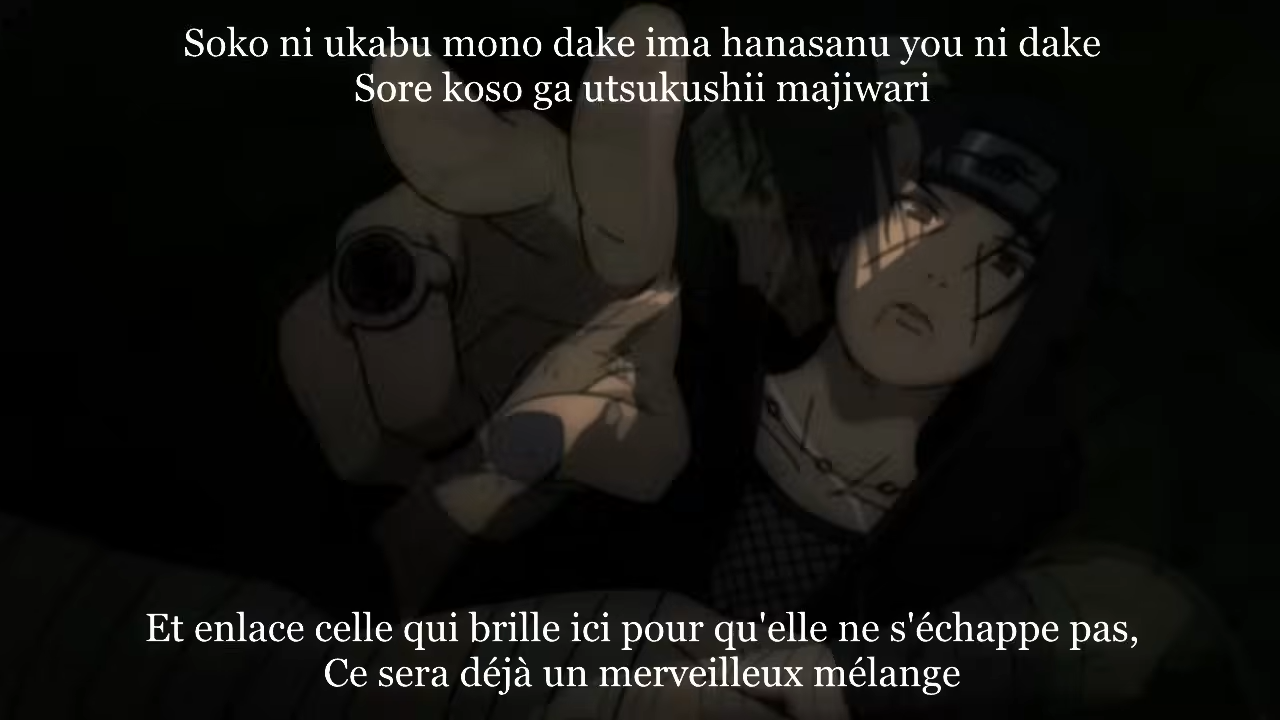 Soko ni ukabu mono dake ima hanasanu you ni dake
Sore koso ga utsukushii majiwari
Et enlace celle qui brille ici pour qu'elle ne s'échappe pas,
Ce sera déjà un merveilleux mélange